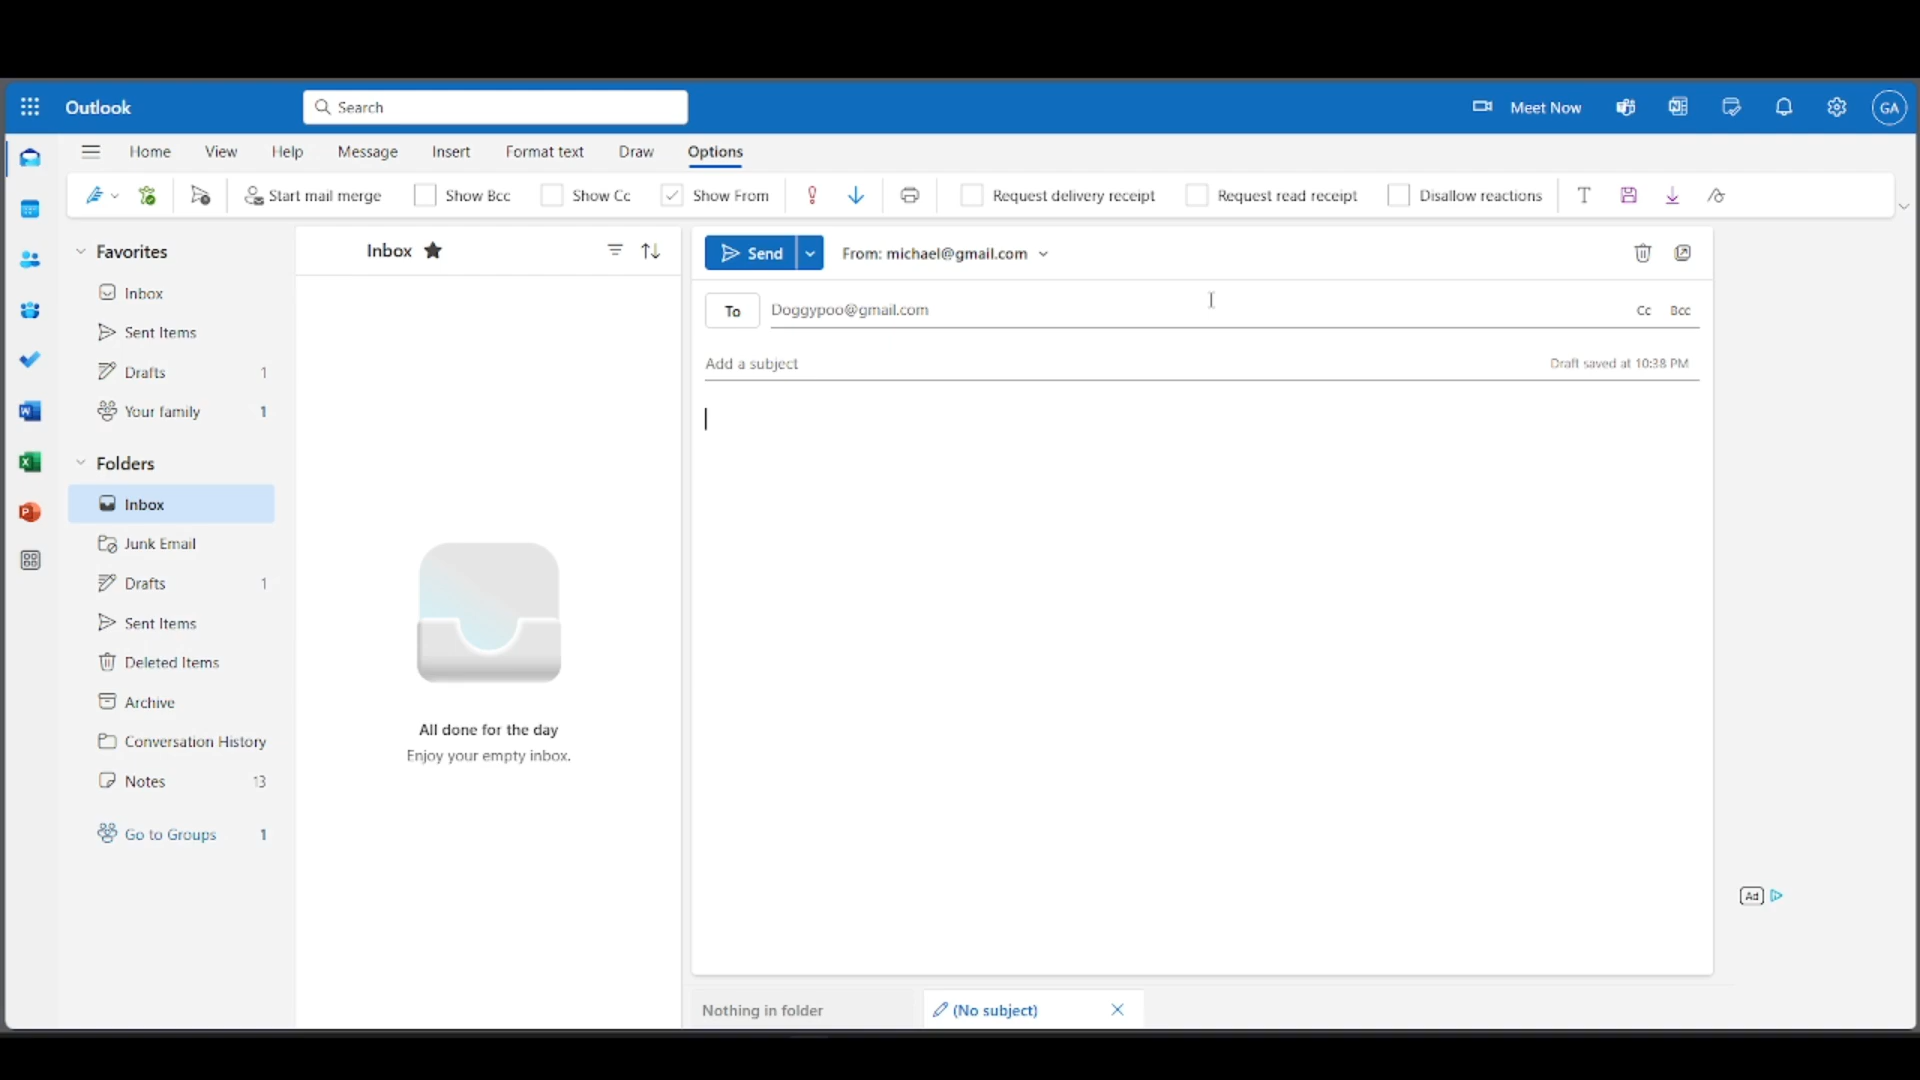 Outlook
Search
Meet Now
GA
Home View Help Message Insert Format text Draw Options
Start mail merge Show Bcc Show Cc Show From Request delivery receipt Request read receipt Disallow reactions
Favorites
Inbox
Sent Items
Drafts 1
Your family 1
Folders
Inbox
Junk Email
Drafts 1
Sent Items
Deleted Items
Archive
Conversation History
Notes 13
Go to Groups 1
Inbox
All done for the day
Enjoy your empty inbox.
Send From: michael@gmail.com
To Doggypoo@gmail.com Cc Bcc
Add a subject Draft saved at 10:38 PM
Ad
Nothing in folder (No subject)